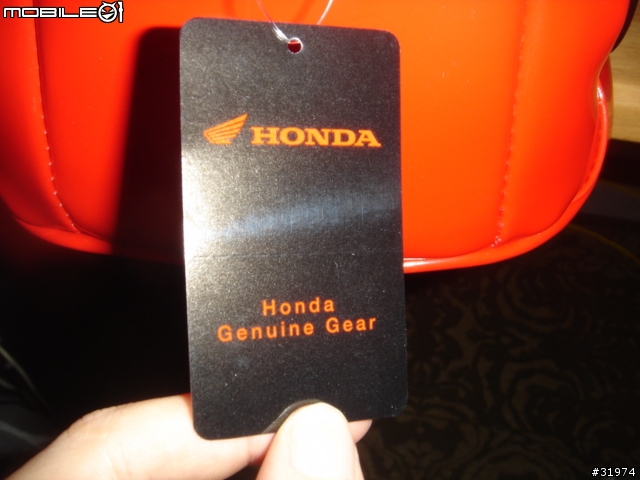 MOBILE01
HONDA
Honda
Genuine Gear
#31974